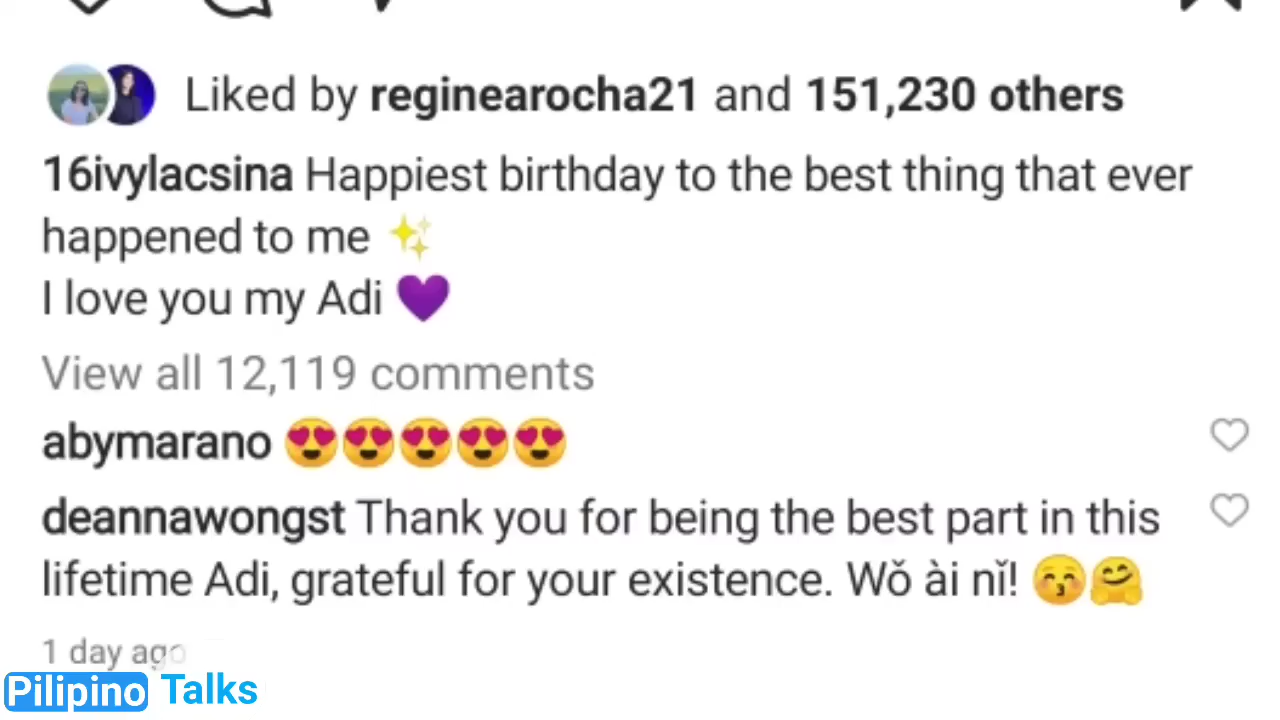 Liked by reginearocha21 and 151,230 others
16ivylacsina Happiest birthday to the best thing that ever
happened to me ✨
I love you my Adi 💜
View all 12,119 comments
abymarano 😍😍😍😍😍
deannawongst Thank you for being the best part in this
lifetime Adi, grateful for your existence. Wǒ ài nǐ! 😚🤗
1 day ago
Pilipino Talks